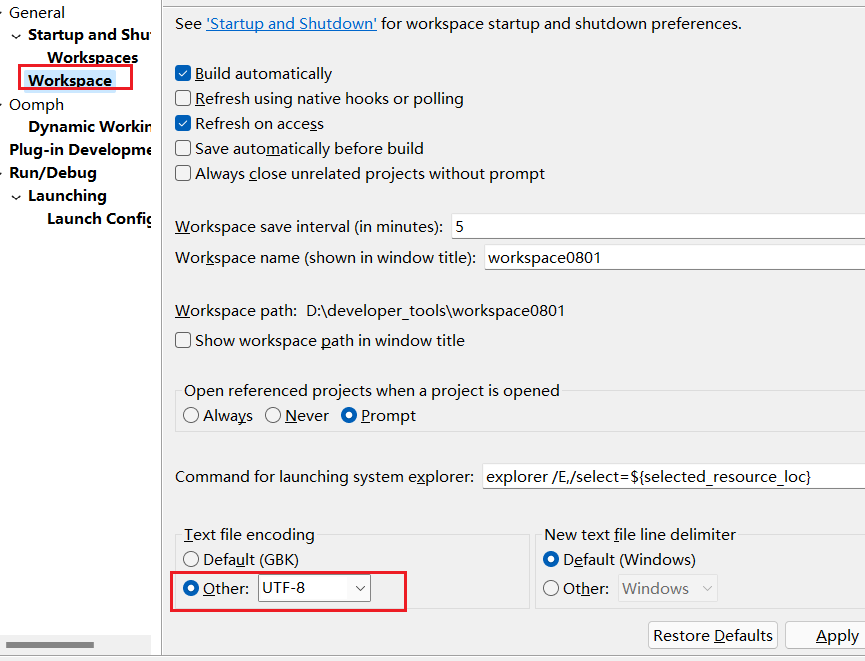 General
Startup and Shu
Workspaces
Workspace
Oomph
Dynamic Workin
Plug-in Developme
Run/Debug
Launching
Launch Config
See 'Startup and Shutdown' for workspace startup and shutdown preferences.
Build automatically
Refresh using native hooks or polling
Refresh on access
Save automatically before build
Always close unrelated projects without prompt
Workspace save interval (in minutes): 5
Workspace name (shown in window title): workspace0801
Workspace path: D:\developer_tools\workspace0801
Show workspace path in window title
Open referenced projects when a project is opened
Always Never Prompt
Command for launching system explorer: explorer /E,/select=${selected_resource_loc}
Text file encoding
Default (GBK)
Other: UTF-8
New text file line delimiter
Default (Windows)
Other: Windows
Restore Defaults Apply